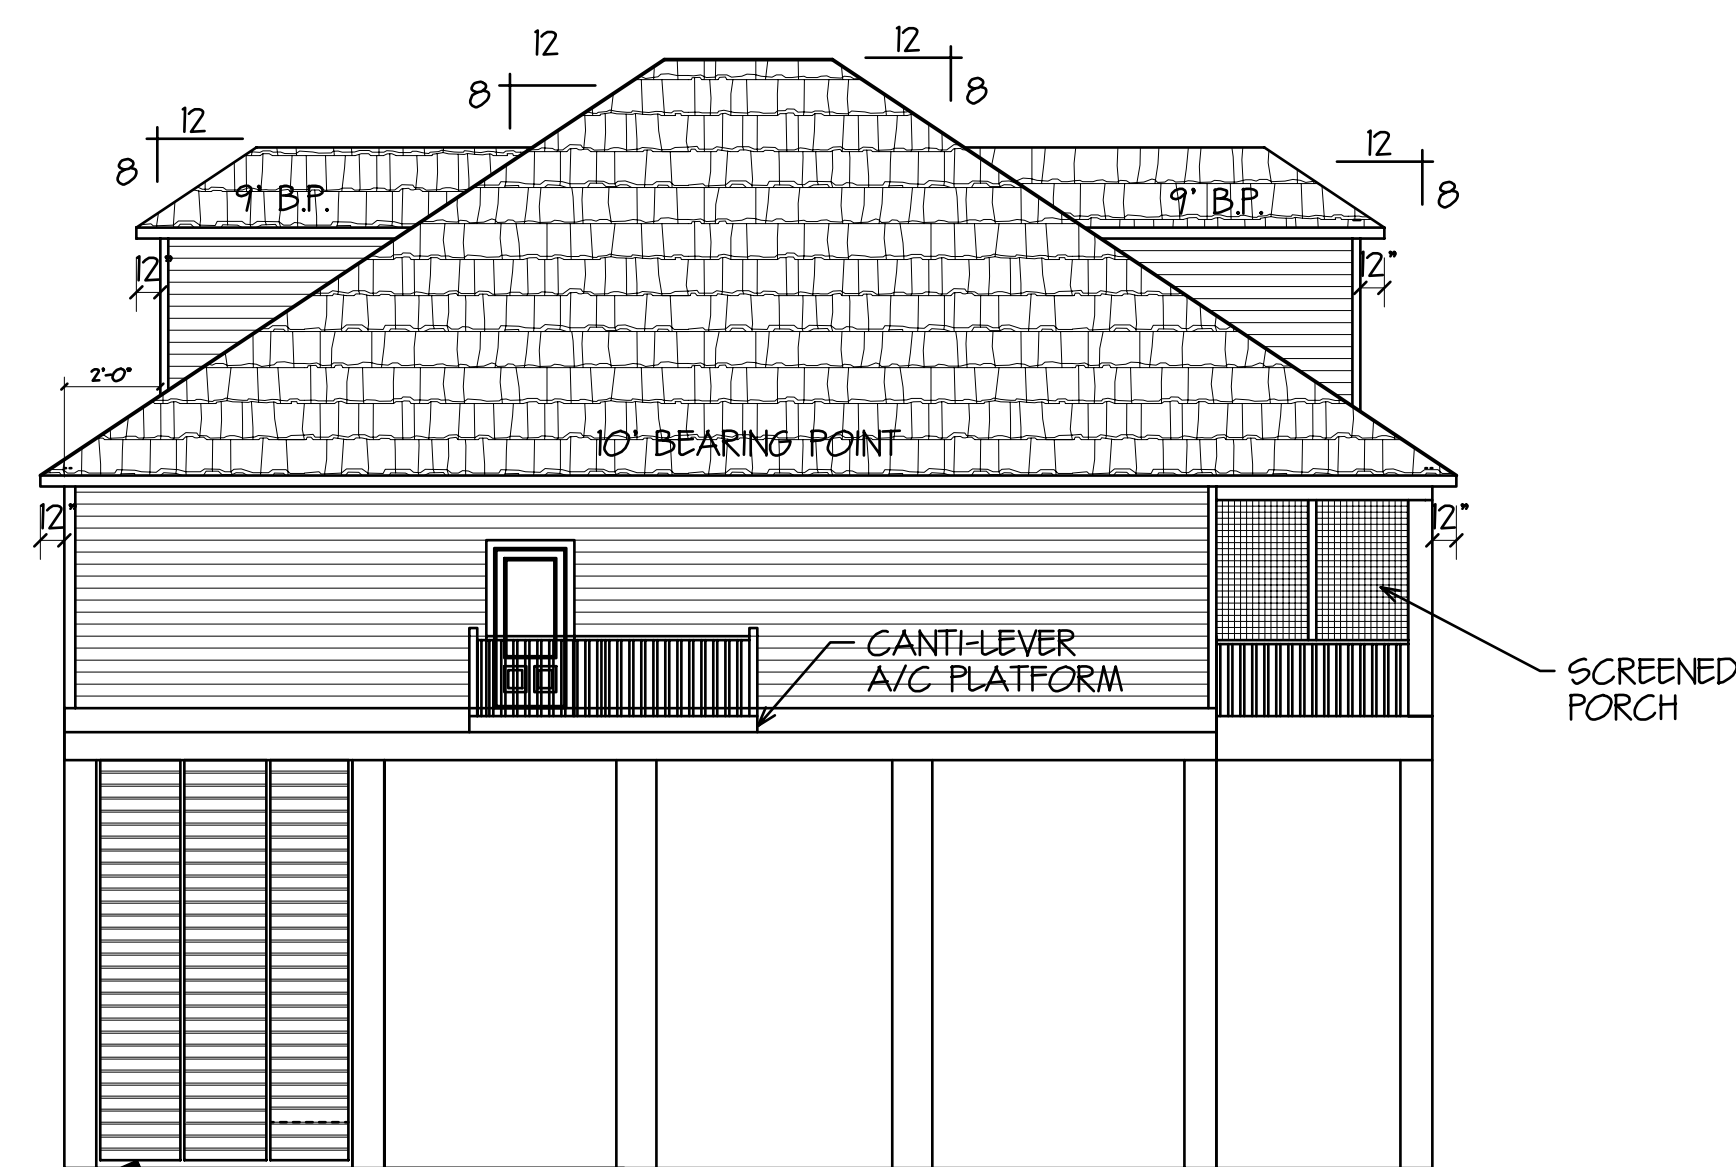 12
8
12
8
12
8
12
8
9' B.P.
9' B.P.
12"
12"
2'-0"
10' BEARING POINT
12"
12"
CANTI-LEVER
A/C PLATFORM
SCREENED
PORCH